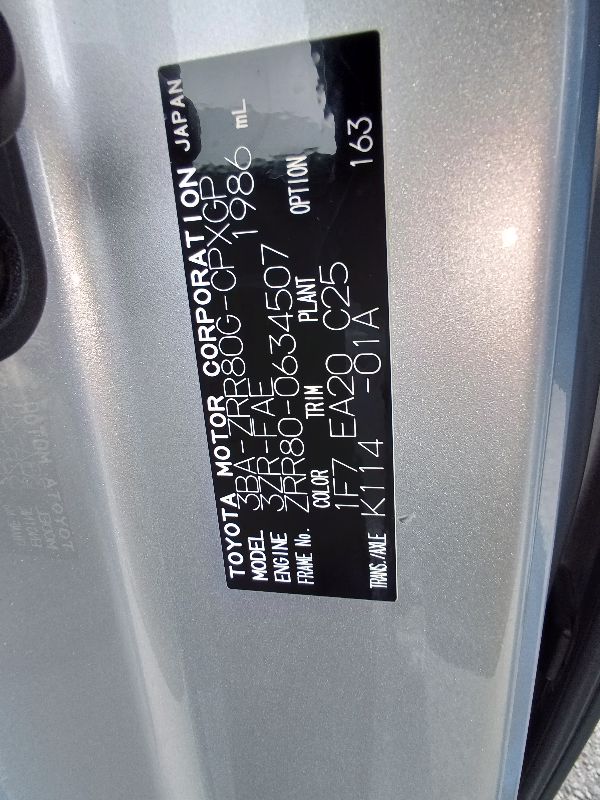 TOYOTA MOTOR CORPORATION JAPAN
MODEL 3BA-ZRR80G-CPXGP
ENGINE 3ZR-FAE 1986 mL
FRAME No. ZRR80-0634507
COLOR TRIM PLANT OPTION
1F7 EA20 C25
TRANS./AXLE K114 -01A 163